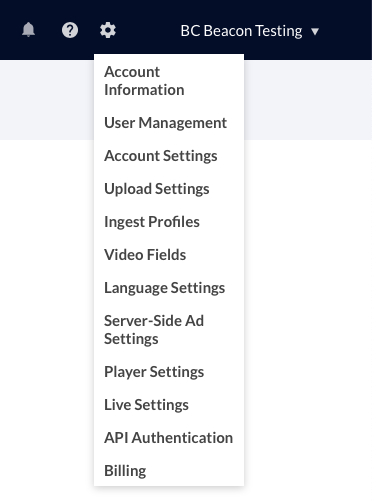 BC Beacon Testing ▼
Account
Information
User Management
Account Settings
Upload Settings
Ingest Profiles
Video Fields
Language Settings
Server-Side Ad
Settings
Player Settings
Live Settings
API Authentication
Billing